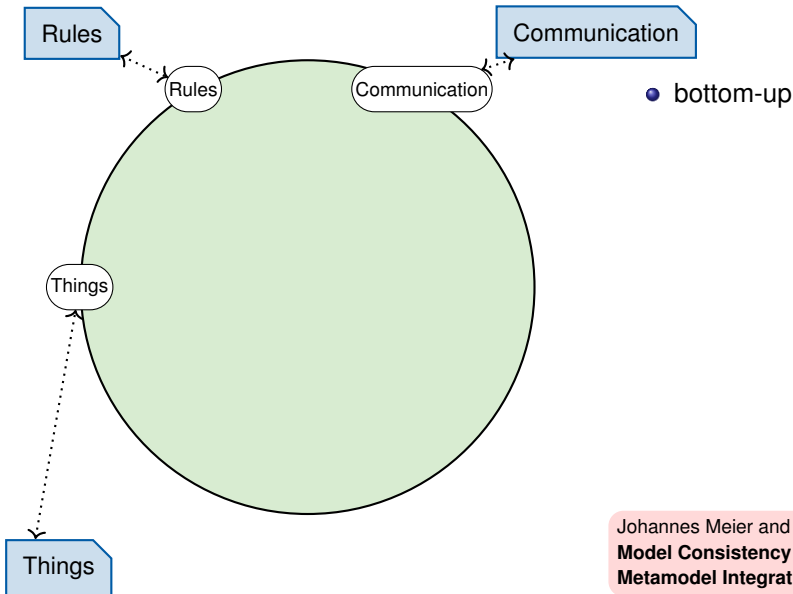 Rules
Communication
Rules
Communication
bottom-up
Things
Things
Johannes Meier and
Model Consistency
Metamodel Integrat